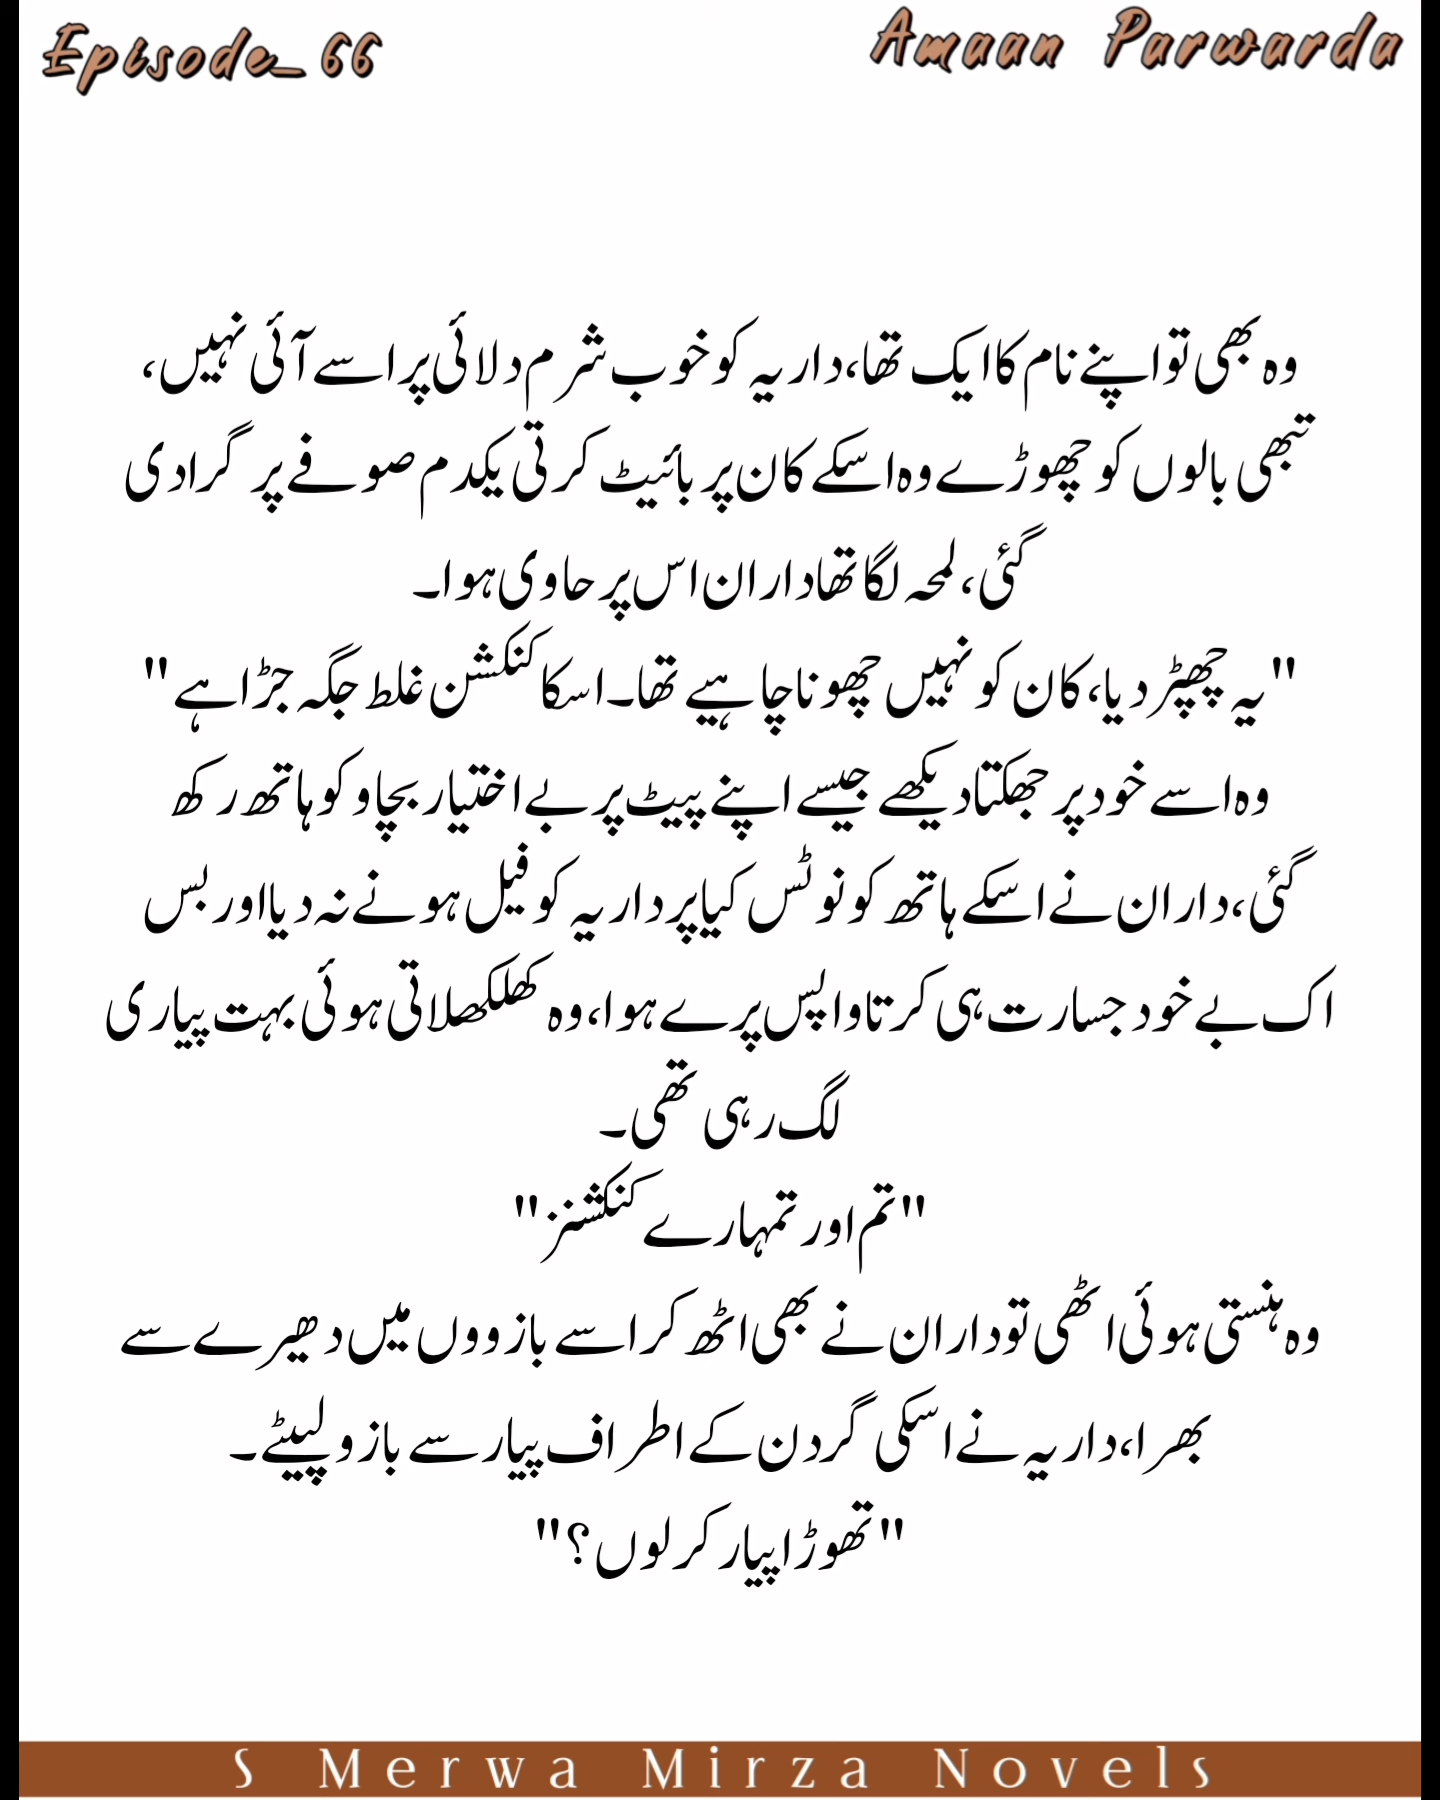 Episode_66
Amaan Parwarda
وہ بھی تو اپنے نام کا ایک تھا، داریہ کو خوب شرم دلائی پر اسے آئی نہیں،
تبھی بالوں کو چھوڑے وہ اسکے کان پر بائیٹ کرتی یکدم صوفے پر گرا دی
گئی، لمحہ لگا تھا داران اس پر حاوی ہوا۔
"یہ چھیڑ دیا، کان کو نہیں چھونا چاہیے تھا۔ اسکا کنکشن غلط جگہ جڑا ہے"
وہ اسے خود پر جھکتا دیکھے جیسے اپنے پیٹ پر بے اختیار بچاو کو ہاتھ رکھ
گئی، داران نے اسکے ہاتھ کو نوٹس کیا پر داریہ کو فیل ہونے نہ دیا اور بس
اک بے خود جسارت ہی کرتا واپس پرے ہوا، وہ کھلکھلاتی ہوئی بہت پیاری
لگ رہی تھی۔
"تم اور تمہارے کنکشنز"
وہ ہنستی ہوئی اٹھی تو داران نے بھی اٹھ کر اسے بازووں میں دھیرے سے
بھرا، داریہ نے اسکی گردن کے اطراف پیار سے بازو لپیٹے۔
"تھوڑا پیار کر لوں؟"
S Merwa Mirza Novels